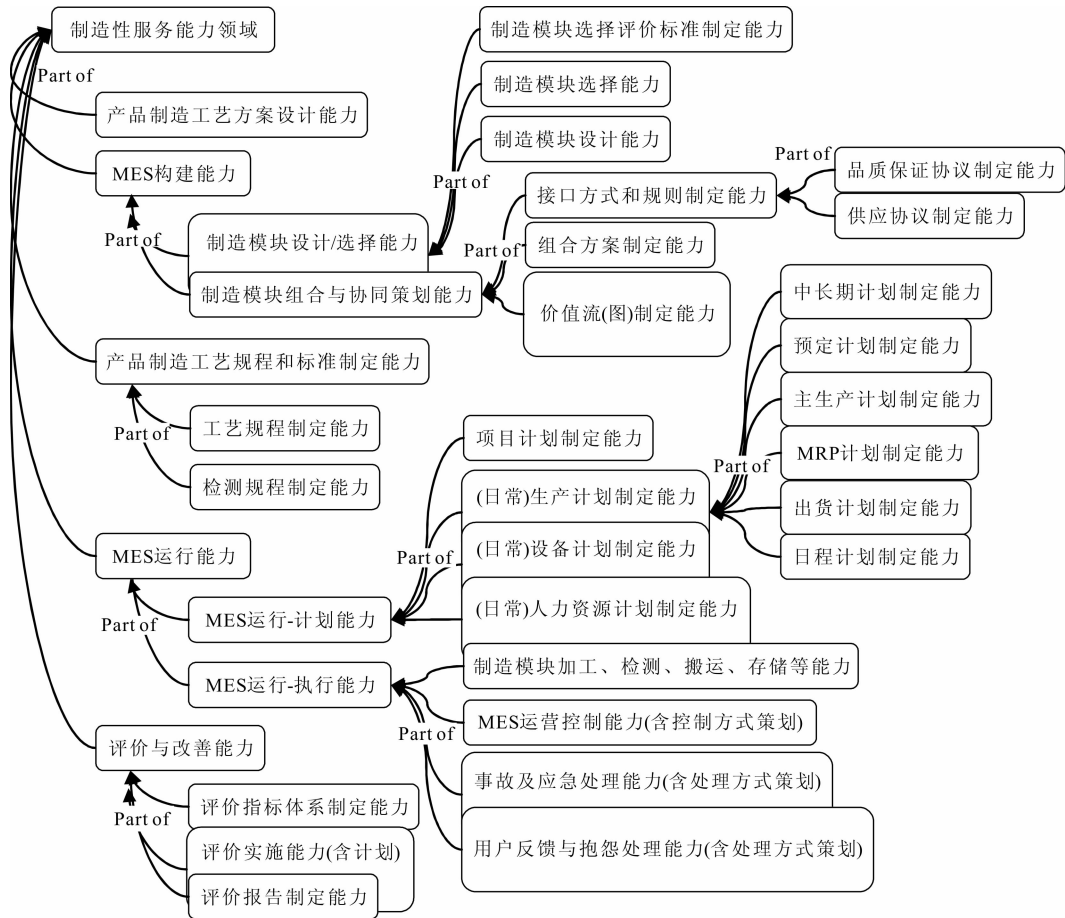 制造性服务能力领域
Part of
产品制造工艺方案设计能力
MES构建能力
Part of
制造模块设计/选择能力
制造模块组合与协同策划能力
制造模块选择评价标准制定能力
制造模块选择能力
制造模块设计能力
Part of
接口方式和规则制定能力
Part of
组合方案制定能力
价值流(图)制定能力
Part of
品质保证协议制定能力
供应协议制定能力
产品制造工艺规程和标准制定能力
Part of
工艺规程制定能力
检测规程制定能力
MES运行能力
Part of
MES运行-计划能力
MES运行-执行能力
项目计划制定能力
(日常)生产计划制定能力
Part of
(日常)设备计划制定能力
(日常)人力资源计划制定能力
中长期计划制定能力
预定计划制定能力
主生产计划制定能力
Part of
MRP计划制定能力
出货计划制定能力
日程计划制定能力
制造模块加工、检测、搬运、存储等能力
MES运营控制能力(含控制方式策划)
Part of
事故及应急处理能力(含处理方式策划)
用户反馈与抱怨处理能力(含处理方式策划)
评价与改善能力
评价指标体系制定能力
Part of
评价实施能力(含计划)
评价报告制定能力